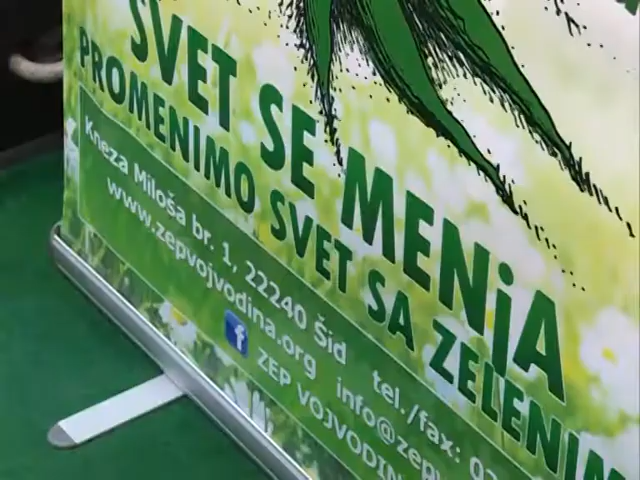 SVET SE MENjA
PROMENIMO SVET SA ZELENIM
Kneza Miloša br. 1, 22240 Šid tel./fax:
www.zepvojvodina.org info@zepv
ZEP VOJVODIN